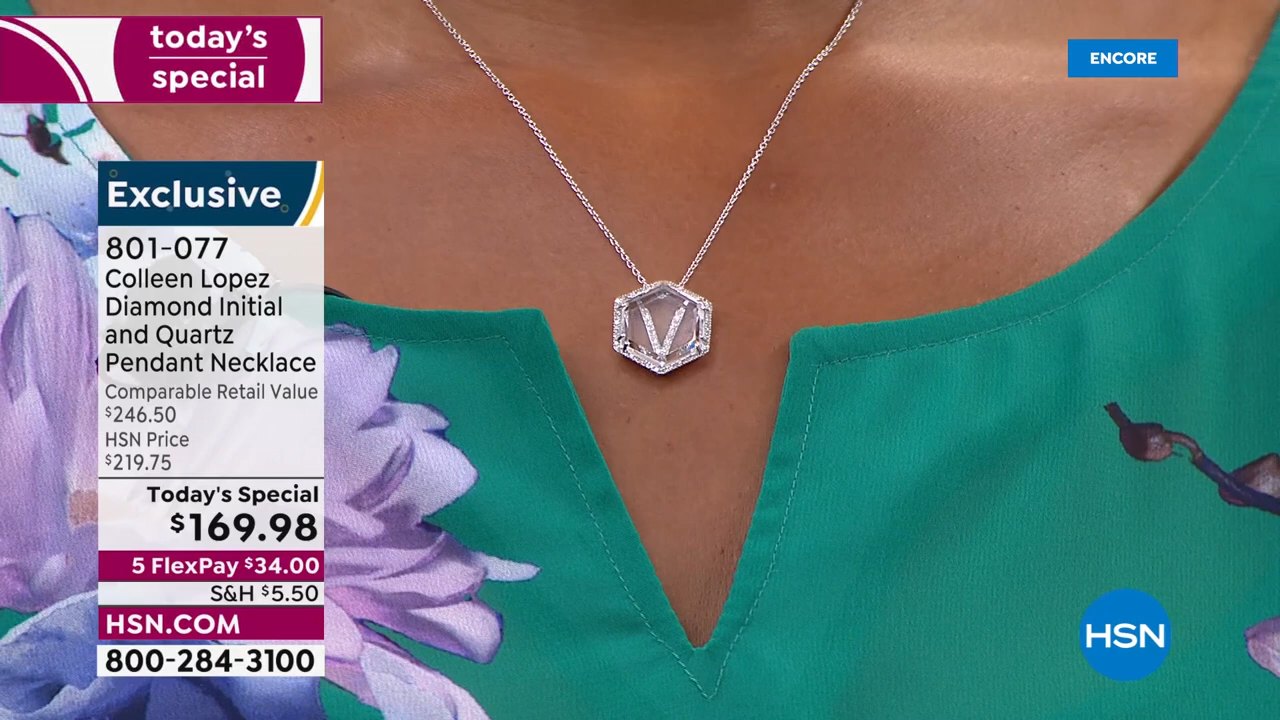 today's
special
ENCORE
Exclusive
801-077
Colleen Lopez
Diamond Initial
and Quartz
Pendant Necklace
Comparable Retail Value
$246.50
HSN Price
$219.75
Today's Special
$169.98
5 FlexPay $34.00
S&H $5.50
HSN.COM
800-284-3100
V
HSN